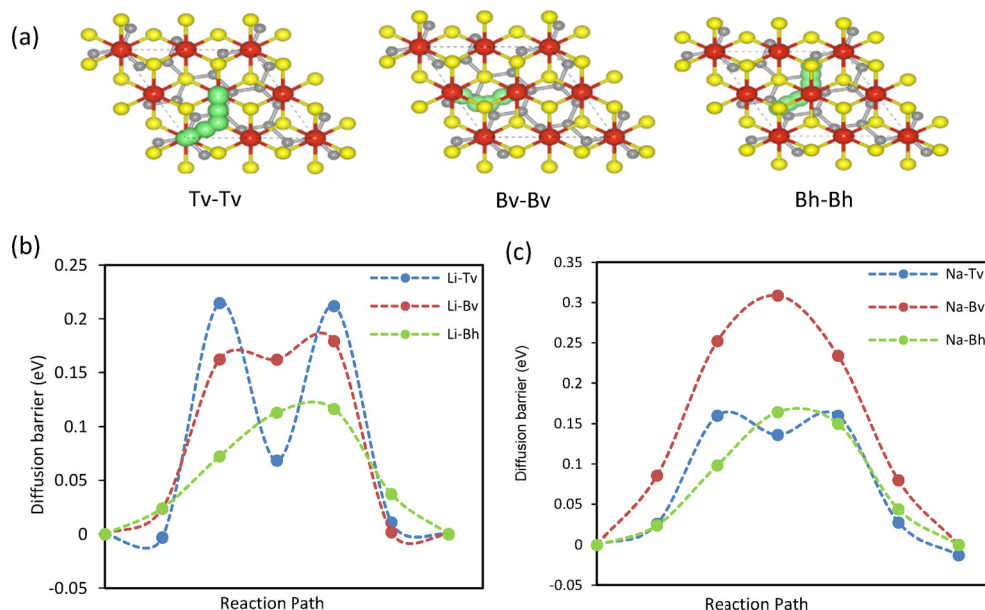 (a)
Tv-Tv
Bv-Bv
Bh-Bh
(b)
0.25
0.2
0.15
0.1
0.05
0
-0.05
Diffusion barrier (eV)
Reaction Path
Li-Tv
Li-Bv
Li-Bh
(c)
0.35
0.3
0.25
0.2
0.15
0.1
0.05
0
-0.05
Diffusion barrier (eV)
Reaction Path
Na-Tv
Na-Bv
Na-Bh